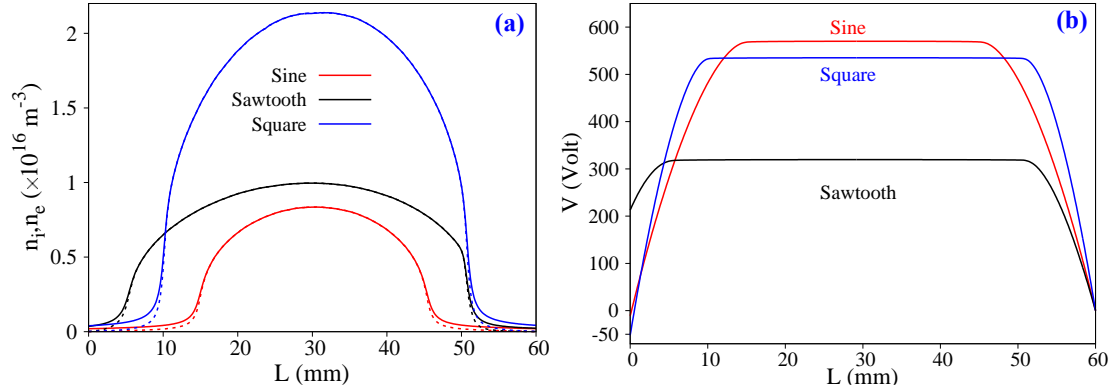 (a)
2
Sine
Sawtooth
Square
1.5
1
0.5
0
n_i,n_e (×10^16 m^-3)
0 10 20 30 40 50 60
L (mm)
(b)
600
500
400
300
200
100
0
-50
V (Volt)
Sine
Square
Sawtooth
0 10 20 30 40 50 60
L (mm)